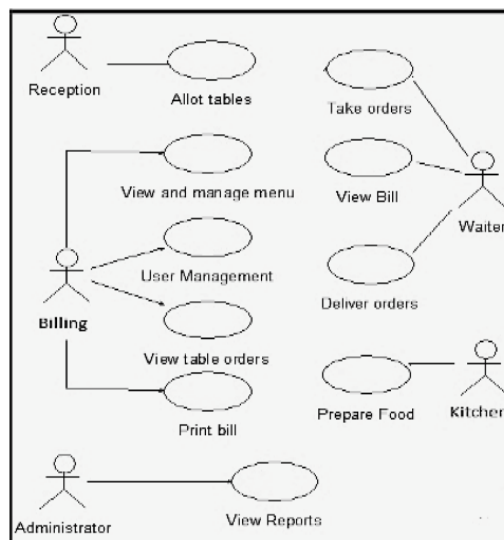 Reception
Allot tables
Take orders
View and manage menu
View Bill
Waiter
User Management
Billing
Deliver orders
View table orders
Prepare Food
Kitchen
Print bill
Administrator
View Reports